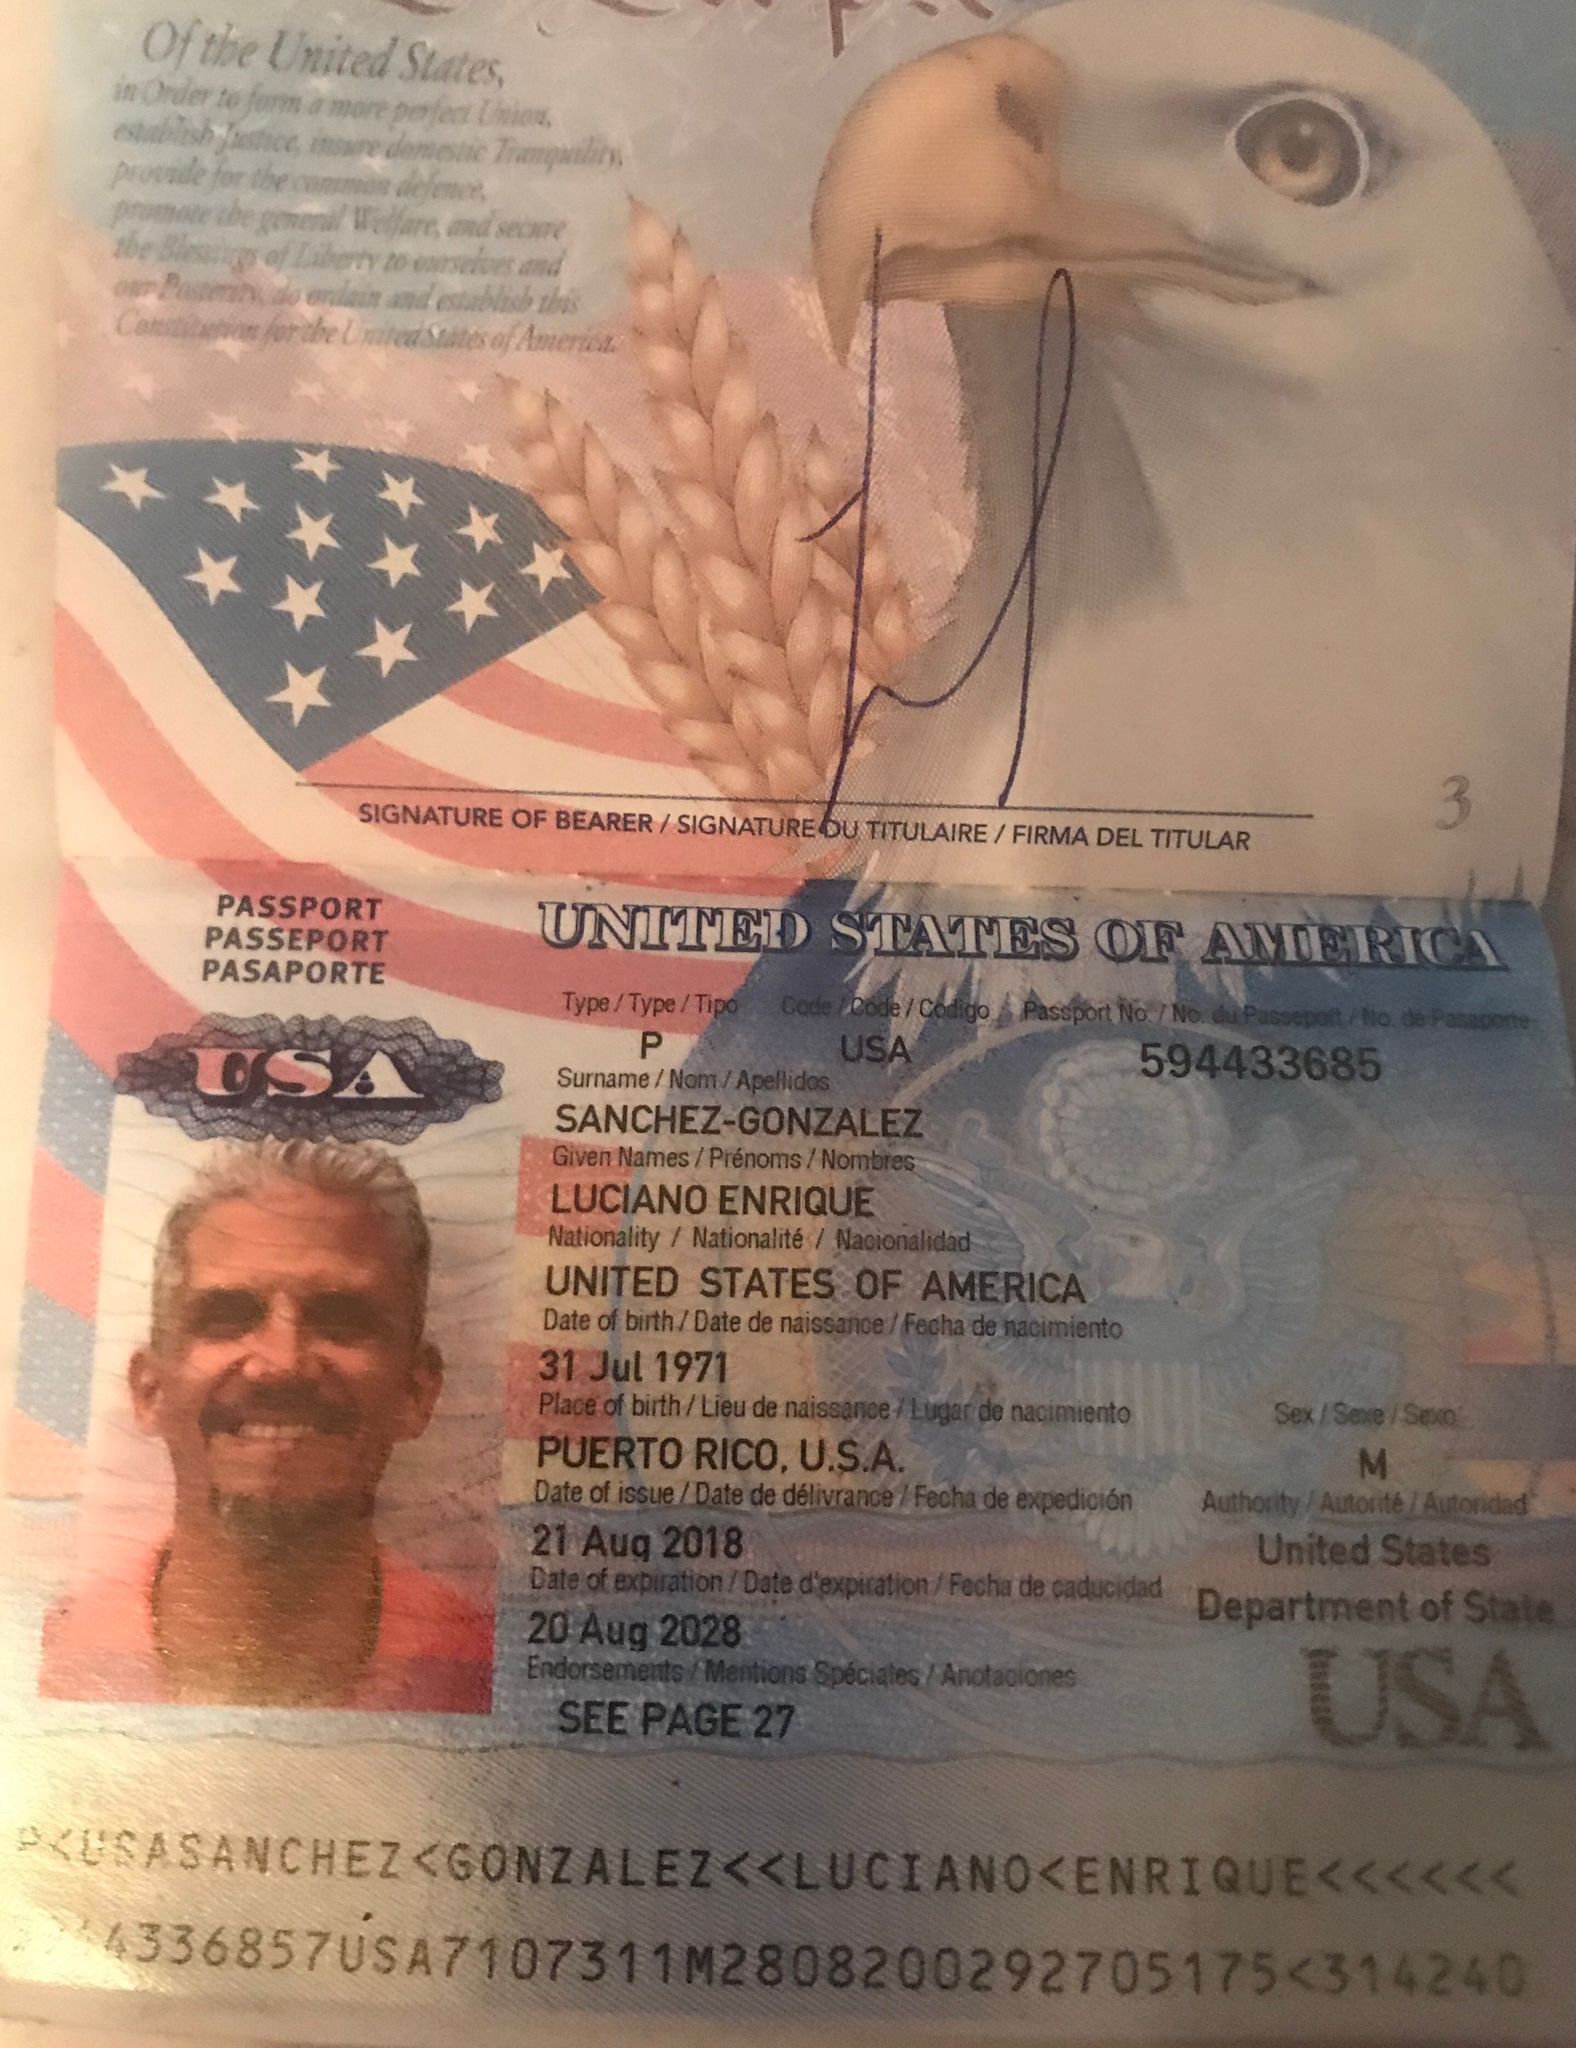 Of the United States,
in Order to form a more perfect Union,
establish Justice, insure domestic Tranquility,
provide for the common defence,
promote the general Welfare, and secure
the Blessings of Liberty to ourselves and
our Posterity, do ordain and establish this
Constitution for the United States of America.
SIGNATURE OF BEARER / SIGNATURE DU TITULAIRE / FIRMA DEL TITULAR
3
PASSPORT
PASSEPORT
PASAPORTE
USA
UNITED STATES OF AMERICA
Type / Type / Tipo Code / Code / Código Passport No. / No. du Passeport / No. de Pasaporte
P USA 594433685
Surname / Nom / Apellidos
SANCHEZ-GONZALEZ
Given Names / Prénoms / Nombres
LUCIANO ENRIQUE
Nationality / Nationalité / Nacionalidad
UNITED STATES OF AMERICA
Date of birth / Date de naissance / Fecha de nacimiento
31 Jul 1971
Place of birth / Lieu de naissance / Lugar de nacimiento Sex / Sexe / Sexo
PUERTO RICO, U.S.A. M
Date of issue / Date de délivrance / Fecha de expedición Authority / Autorité / Autoridad
21 Aug 2018 United States
Date of expiration / Date d'expiration / Fecha de caducidad Department of State
20 Aug 2028 USA
Endorsements / Mentions Spéciales / Anotaciones
SEE PAGE 27
P<USASANCHEZ<GONZALEZ<<LUCIANO<ENRIQUE<<<<<<
4336857USA7107311M2808200292705175<314240